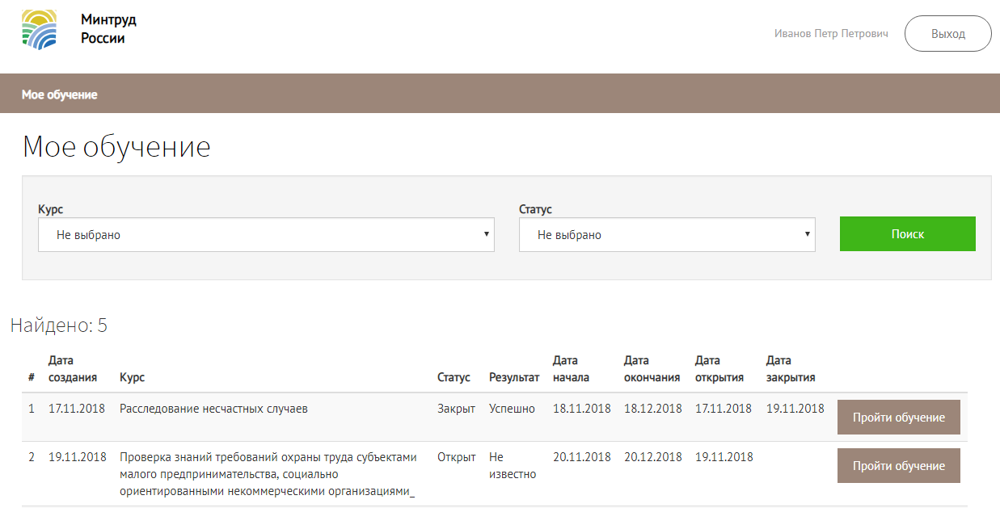 Минтруд
России
Иванов Петр Петрович
Выход
Мое обучение
Мое обучение
Курс
Статус
Не выбрано
Не выбрано
Поиск
Найдено: 5
# Дата создания Курс Статус Результат Дата начала Дата окончания Дата открытия Дата закрытия
1 17.11.2018 Расследование несчастных случаев Закрыт Успешно 18.11.2018 18.12.2018 17.11.2018 19.11.2018 Пройти обучение
2 19.11.2018 Проверка знаний требований охраны труда субъектами Открыт Не 20.11.2018 20.12.2018 19.11.2018 Пройти обучение
малого предпринимательства, социально известно
ориентированными некоммерческими организациями_